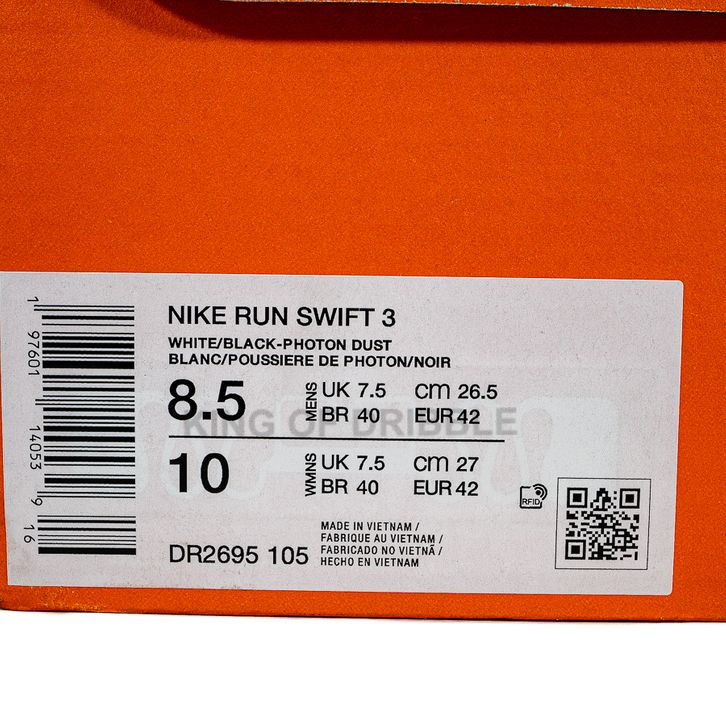 NIKE RUN SWIFT 3
WHITE/BLACK-PHOTON DUST
BLANC/POUSSIERE DE PHOTON/NOIR
8.5 MENS UK 7.5 cm 26.5
BR 40 EUR 42
KING OF DRIBBLE
10 WMNS UK 7.5 cm 27
BR 40 EUR 42
RFID
DR2695 105
MADE IN VIETNAM /
FABRIQUE AU VIETNAM /
FABRICADO NO VIETNÃ /
HECHO EN VIETNAM
1 97601 14053 9 16